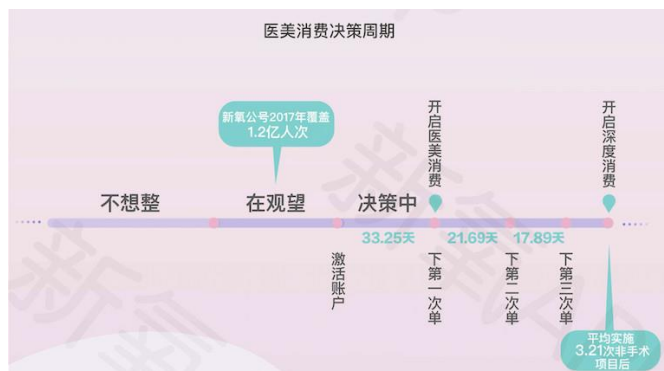 医美消费决策周期
新氧公号2017年覆盖
1.2亿人次
开启医美消费
开启深度消费
不想整
在观望
决策中
33.25天
21.69天
17.89天
激活账户
下第一次单
下第二次单
下第三次单
平均实施
3.21次非手术
项目后
新氧
新氧